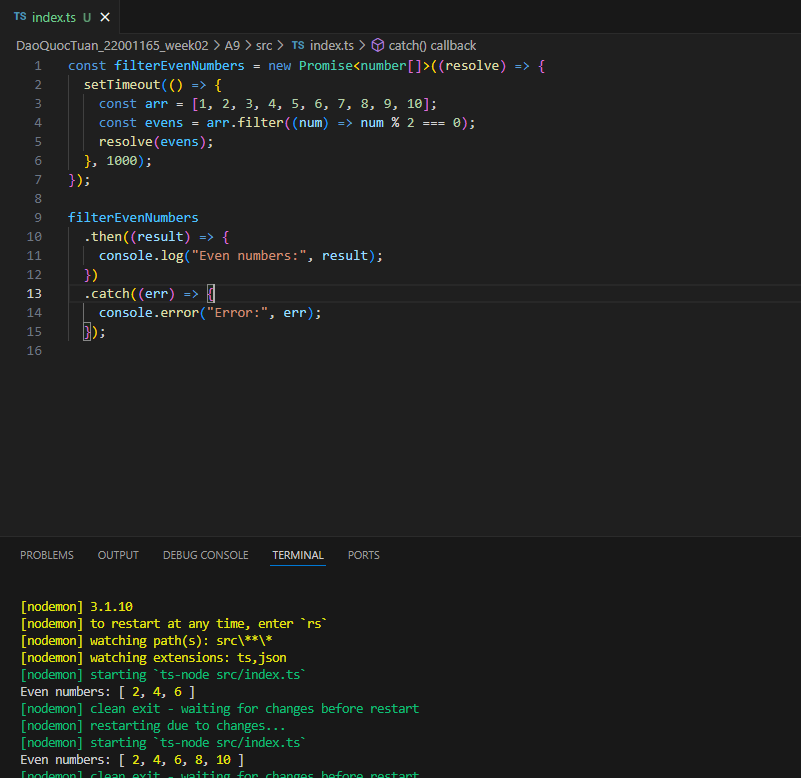 TS index.ts U ×
DaoQuocTuan_22001165_week02 > A9 > src > TS index.ts > catch() callback
1 const filterEvenNumbers = new Promise<number[]>((resolve) => {
2   setTimeout(() => {
3     const arr = [1, 2, 3, 4, 5, 6, 7, 8, 9, 10];
4     const evens = arr.filter((num) => num % 2 === 0);
5     resolve(evens);
6   }, 1000);
7 });
8
9 filterEvenNumbers
10   .then((result) => {
11     console.log("Even numbers:", result);
12   })
13   .catch((err) => {
14     console.error("Error:", err);
15   });
16
PROBLEMS OUTPUT DEBUG CONSOLE TERMINAL PORTS
[nodemon] 3.1.10
[nodemon] to restart at any time, enter `rs`
[nodemon] watching path(s): src\**\*
[nodemon] watching extensions: ts,json
[nodemon] starting `ts-node src/index.ts`
Even numbers: [ 2, 4, 6 ]
[nodemon] clean exit - waiting for changes before restart
[nodemon] restarting due to changes...
[nodemon] starting `ts-node src/index.ts`
Even numbers: [ 2, 4, 6, 8, 10 ]
[nodemon] clean exit - waiting for changes before restart